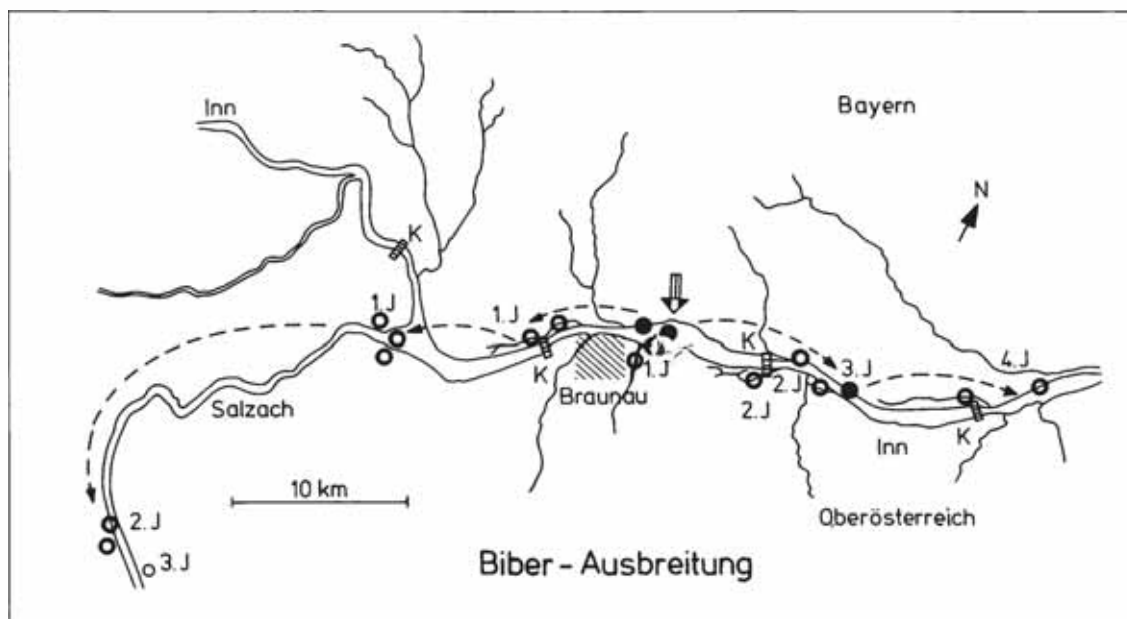 Inn
Bayern
N
K
1.J
1.J
K
3.J
4.J
1.J
K
Braunau
2.J
2.J
Salzach
K
Inn
10 km
Oberösterreich
2.J
3.J
Biber - Ausbreitung